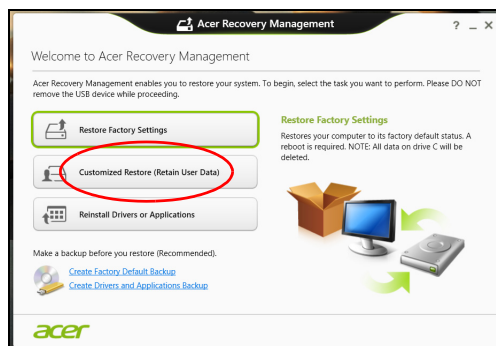 Acer Recovery Management
? _ X
Welcome to Acer Recovery Management
Acer Recovery Management enables you to restore your system. To begin, select the task you want to perform. Please DO NOT
remove the USB device while proceeding.
Restore Factory Settings
Customized Restore (Retain User Data)
Reinstall Drivers or Applications
Restore Factory Settings
Restores your computer to its factory default status. A
reboot is required. NOTE: All data on drive C will be
deleted.
Make a backup before you restore (Recommended).
Create Factory Default Backup
Create Drivers and Applications Backup
acer